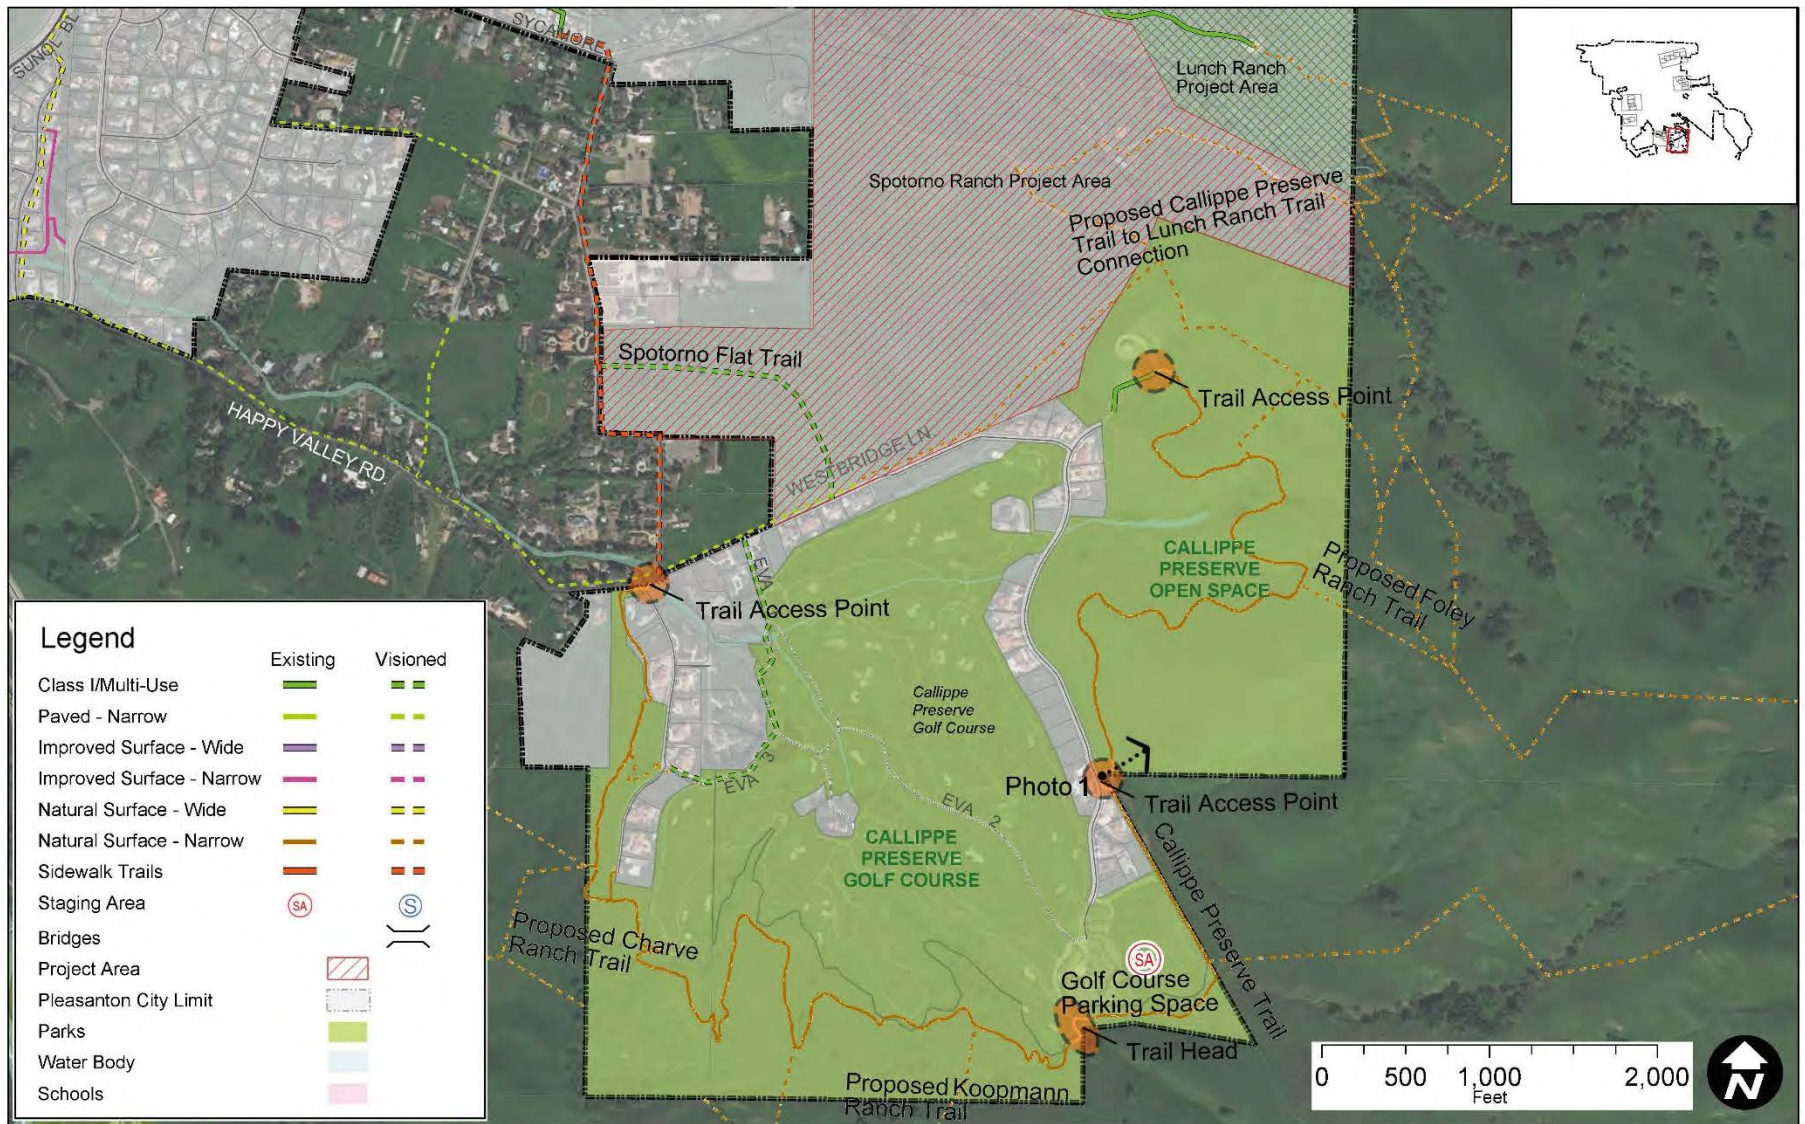 SUNOL BL
SYCAMORE
Lunch Ranch
Project Area
Spotorno Ranch Project Area
Proposed Callippe Preserve
Trail to Lunch Ranch Trail
Connection
Spotorno Flat Trail
Trail Access Point
HAPPY VALLEY RD.
WESTBRIDGE LN.
CALLIPPE
PRESERVE
OPEN SPACE
Proposed Foley
Ranch Trail
EVA
Trail Access Point
Callippe
Preserve
Golf Course
EVA 3
Photo 1
Trail Access Point
EVA 2
CALLIPPE
PRESERVE
GOLF COURSE
Callippe Preserve Trail
Proposed Charve
Ranch Trail
SA
Golf Course
Parking Space
Trail Head
Proposed Koopmann
Ranch Trail
Legend
Existing Visioned
Class I/Multi-Use
Paved - Narrow
Improved Surface - Wide
Improved Surface - Narrow
Natural Surface - Wide
Natural Surface - Narrow
Sidewalk Trails
Staging Area SA S
Bridges
Project Area
Pleasanton City Limit
Parks
Water Body
Schools
0 500 1,000 2,000
Feet
N